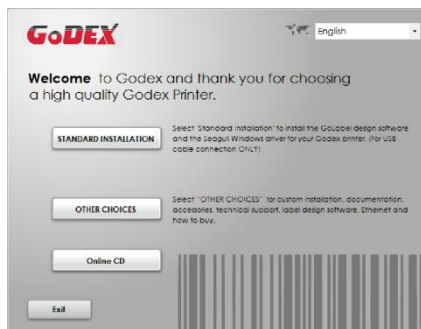 GoDEX
English
Welcome to Godex and thank you for choosing
a high quality Godex Printer.
STANDARD INSTALLATION
Select "Standard Installation" to install the GoLabel design software
and the Seagull Windows driver for your Godex printer. (for USB
cable connection ONLY)
OTHER CHOICES
Select "OTHER CHOICES" for custom installation, documentation,
accessories, technical support, label design software, Ethernet and
how to buy.
Online CD
Exit